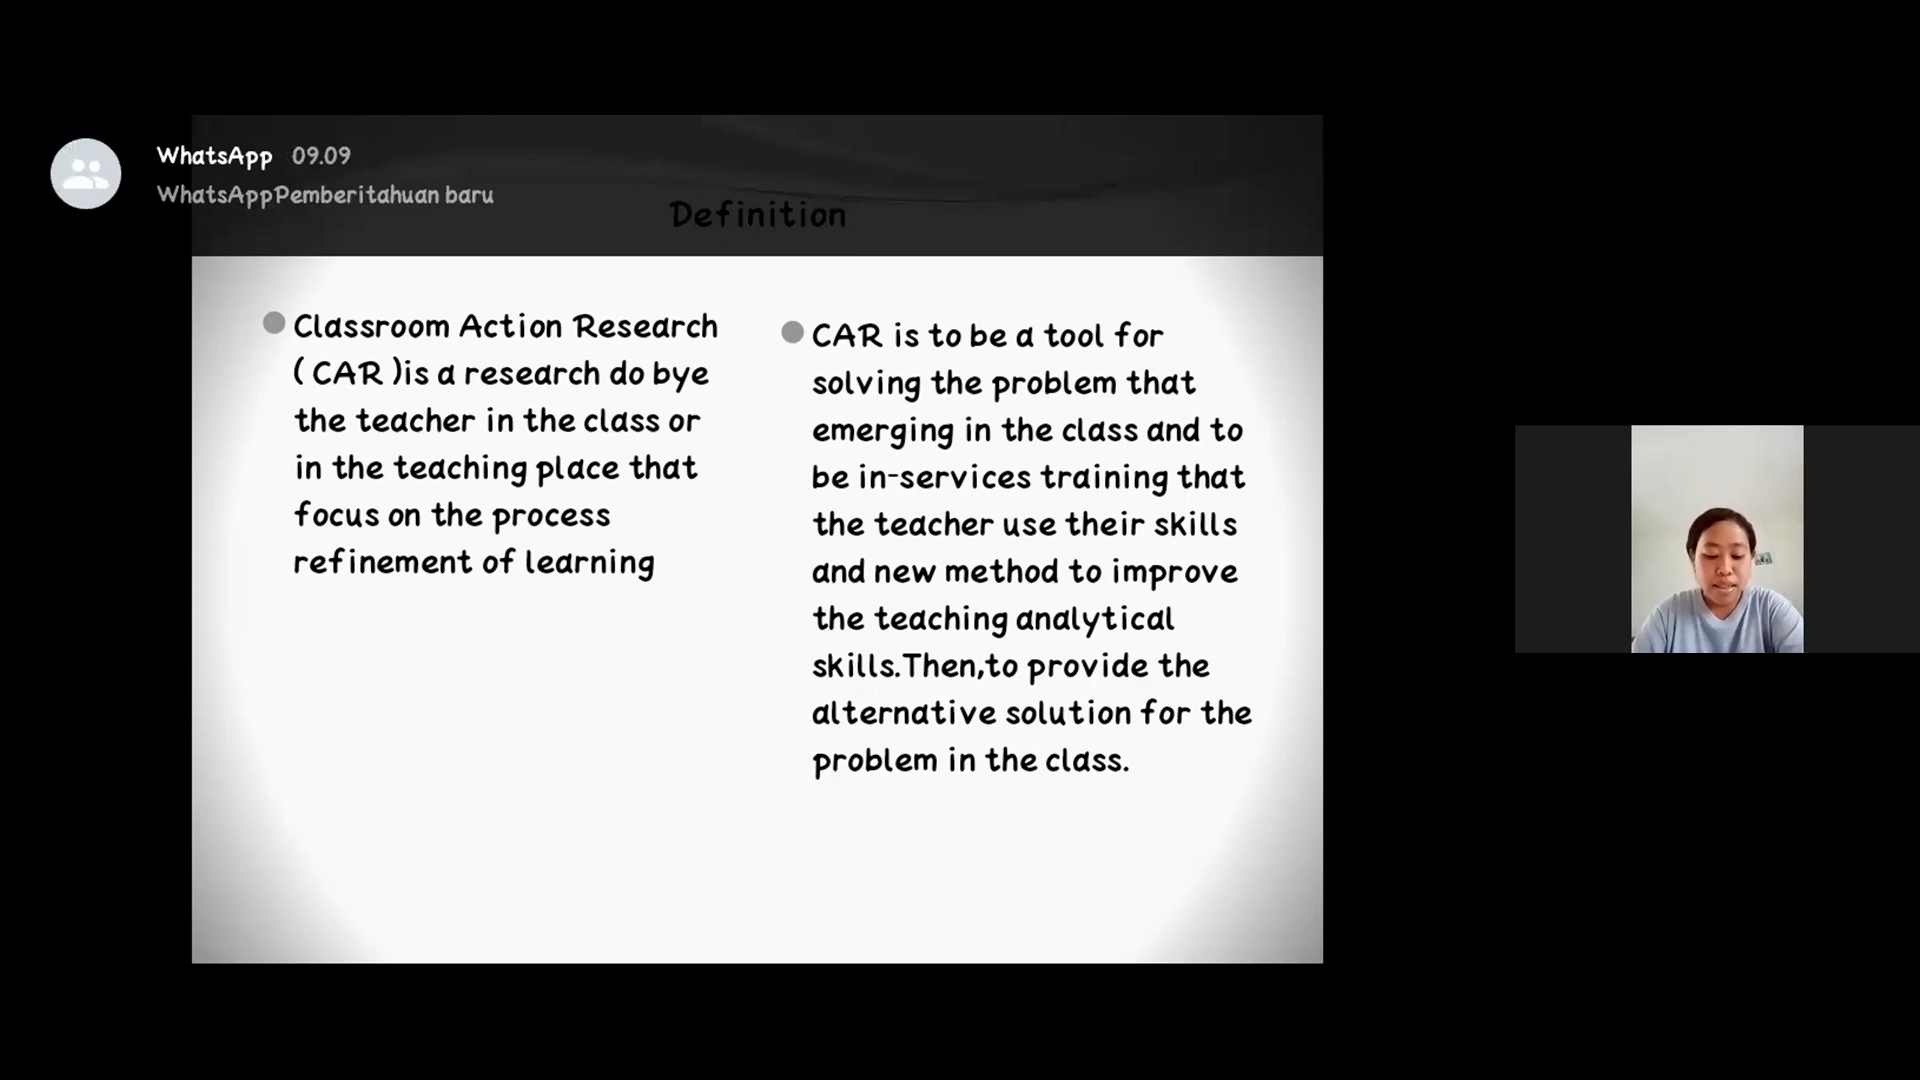 WhatsApp 09.09
WhatsAppPemberitahuan baru
Definition
Classroom Action Research
( CAR )is a research do bye
the teacher in the class or
in the teaching place that
focus on the process
refinement of learning
CAR is to be a tool for
solving the problem that
emerging in the class and to
be in-services training that
the teacher use their skills
and new method to improve
the teaching analytical
skills.Then,to provide the
alternative solution for the
problem in the class.